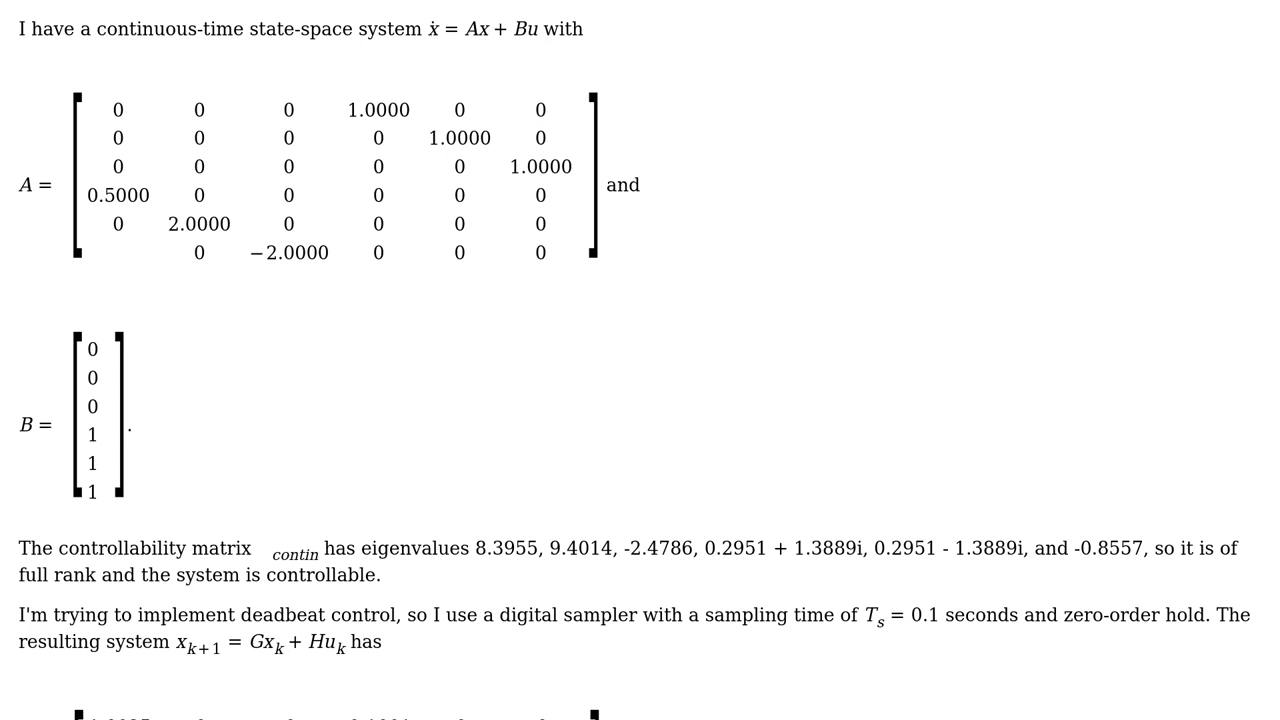 I have a continuous-time state-space system ẋ = Ax + Bu with
0 0 0 1.0000 0 0
0 0 0 0 1.0000 0
0 0 0 0 0 1.0000
A = and
0.5000 0 0 0 0 0
0 2.0000 0 0 0 0
0 −2.0000 0 0 0
0
0
0
B = .
1
1
1
The controllability matrix contin has eigenvalues 8.3955, 9.4014, -2.4786, 0.2951 + 1.3889i, 0.2951 - 1.3889i, and -0.8557, so it is of
full rank and the system is controllable.
I'm trying to implement deadbeat control, so I use a digital sampler with a sampling time of Ts = 0.1 seconds and zero-order hold. The
resulting system xk+1 = Gxk + Huk has